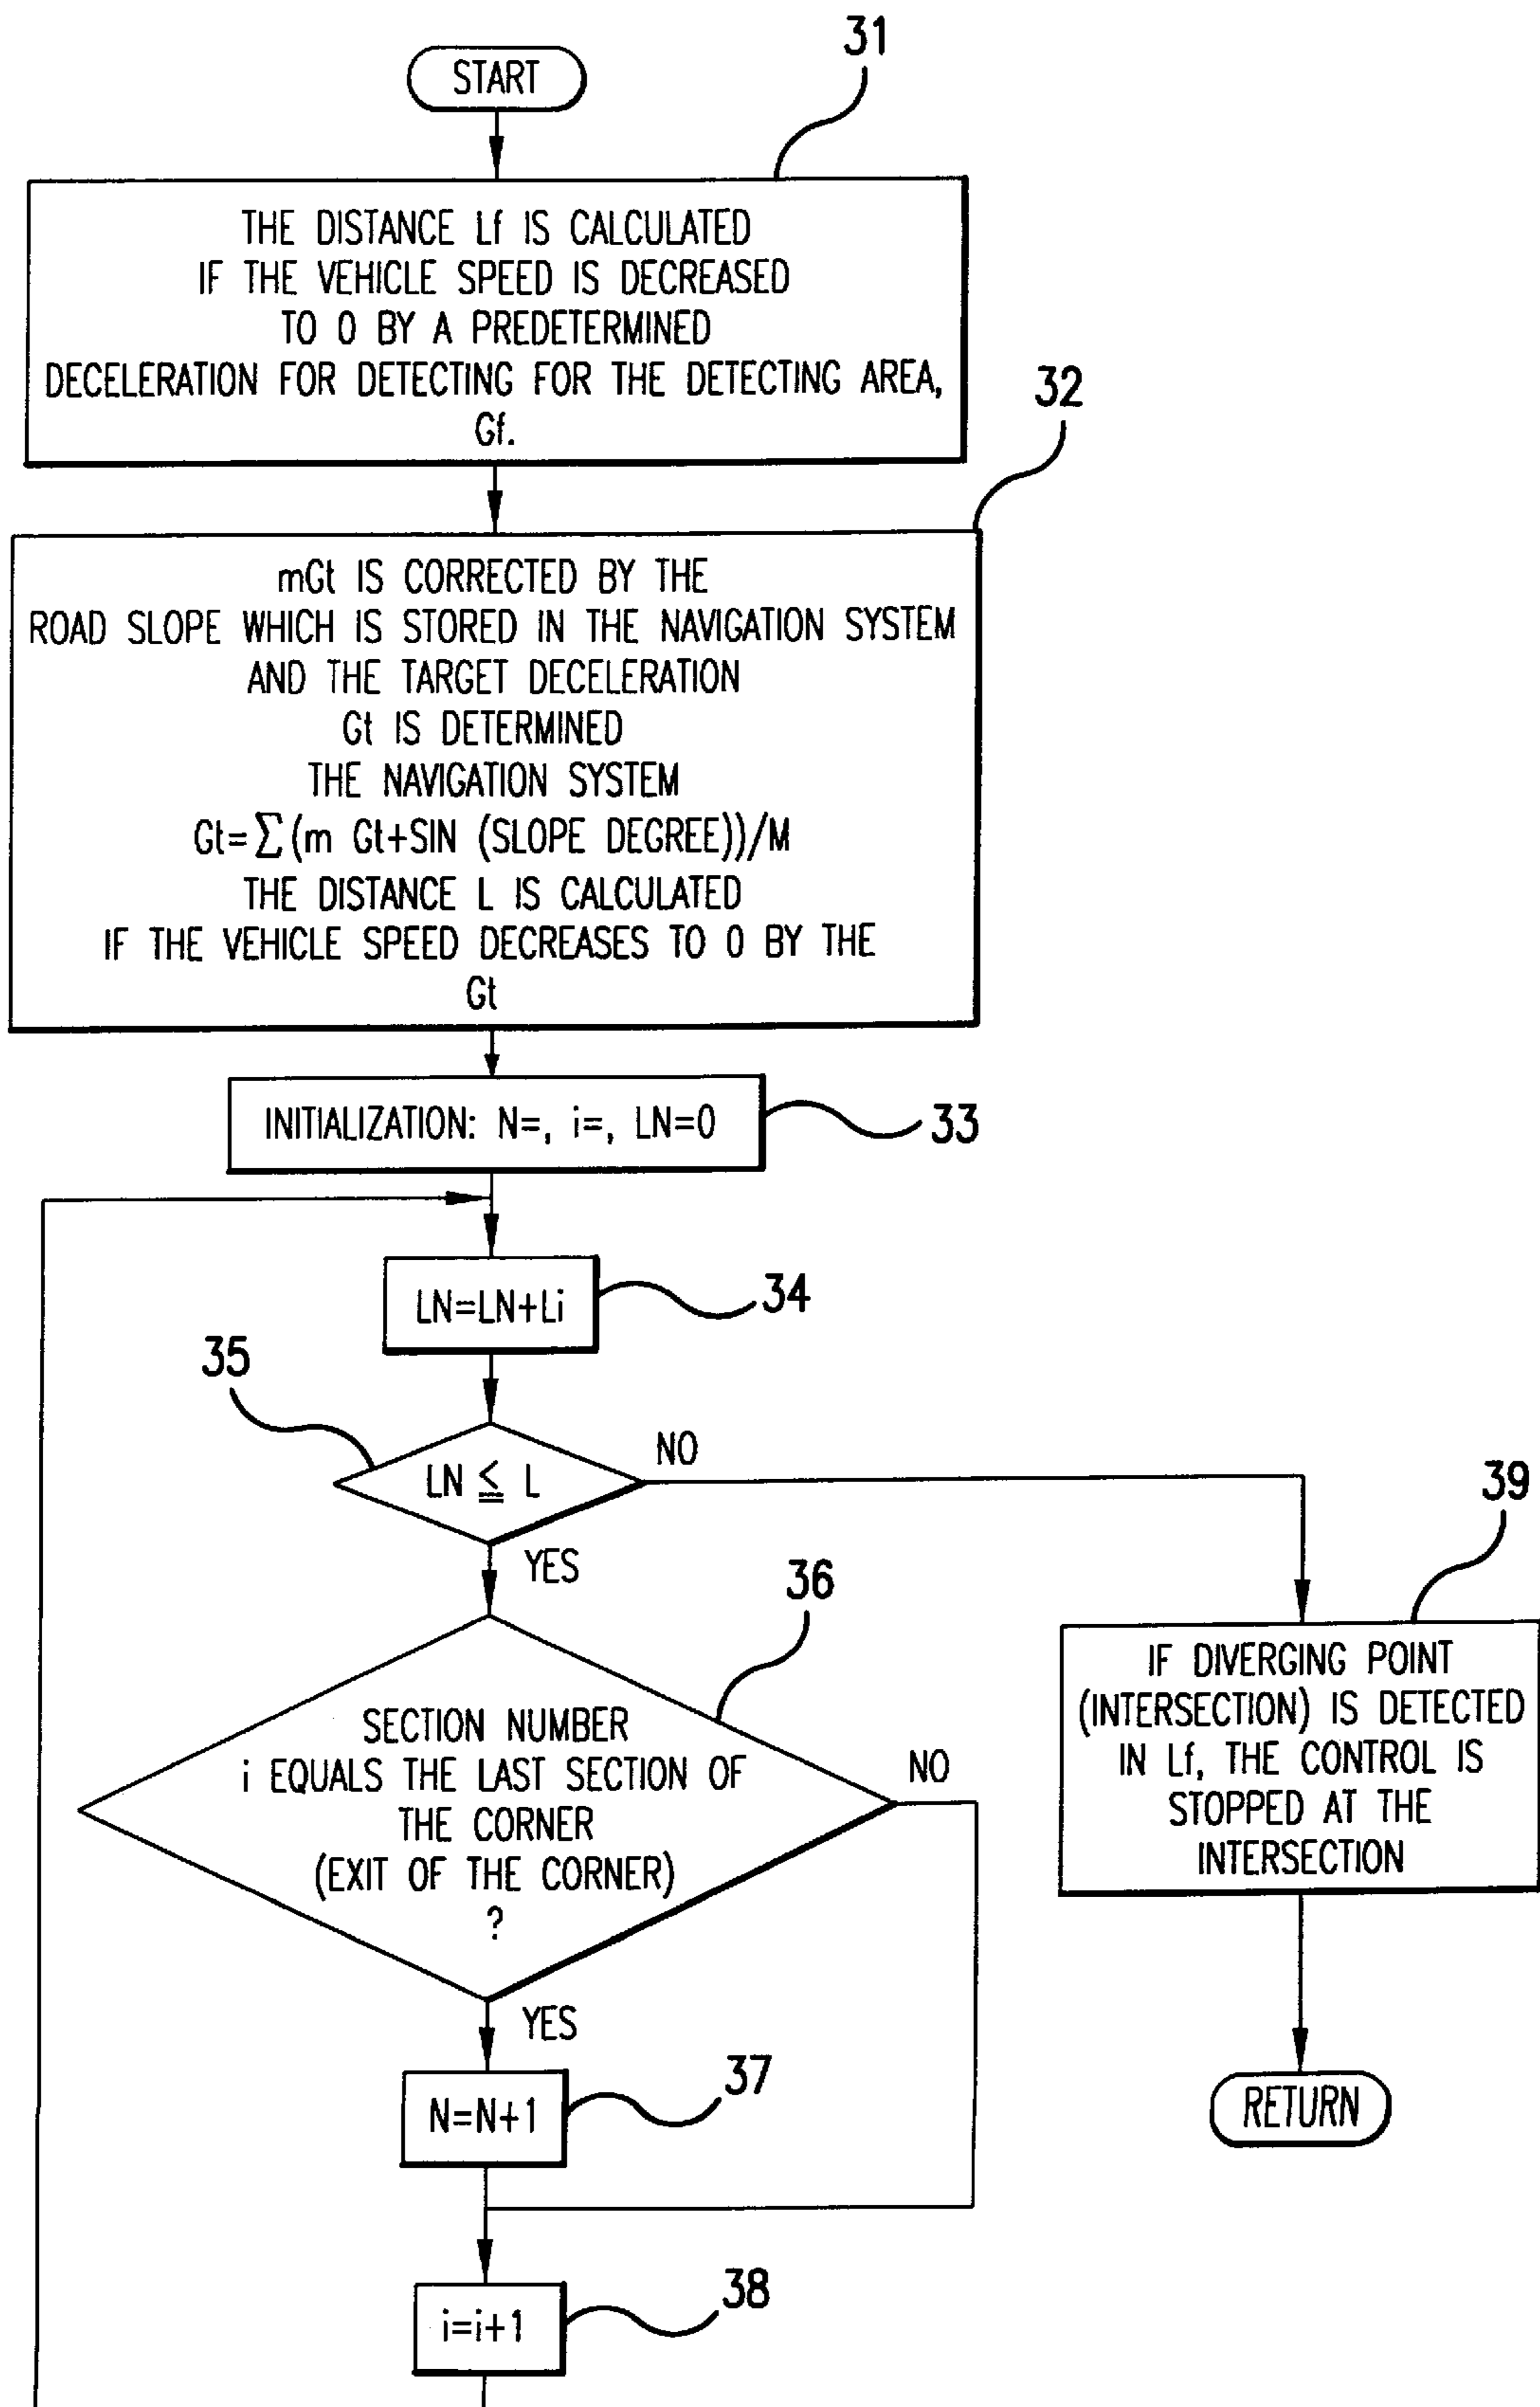 31
START
THE DISTANCE Lf IS CALCULATED
IF THE VEHICLE SPEED IS DECREASED
TO 0 BY A PREDETERMINED
DECELERATION FOR DETECTING FOR THE DETECTING AREA,
Gf.
32
mGt IS CORRECTED BY THE
ROAD SLOPE WHICH IS STORED IN THE NAVIGATION SYSTEM
AND THE TARGET DECELERATION
Gt IS DETERMINED
THE NAVIGATION SYSTEM
Gt=∑(m Gt+SIN (SLOPE DEGREE))/M
THE DISTANCE L IS CALCULATED
IF THE VEHICLE SPEED DECREASES TO 0 BY THE
Gt
INITIALIZATION: N=, i=, LN=0
33
LN=LN+Li
34
35
LN ≦ L
NO
YES
36
SECTION NUMBER
i EQUALS THE LAST SECTION OF
THE CORNER
(EXIT OF THE CORNER)
?
NO
YES
39
IF DIVERGING POINT
(INTERSECTION) IS DETECTED
IN Lf, THE CONTROL IS
STOPPED AT THE
INTERSECTION
N=N+1
37
RETURN
i=i+1
38